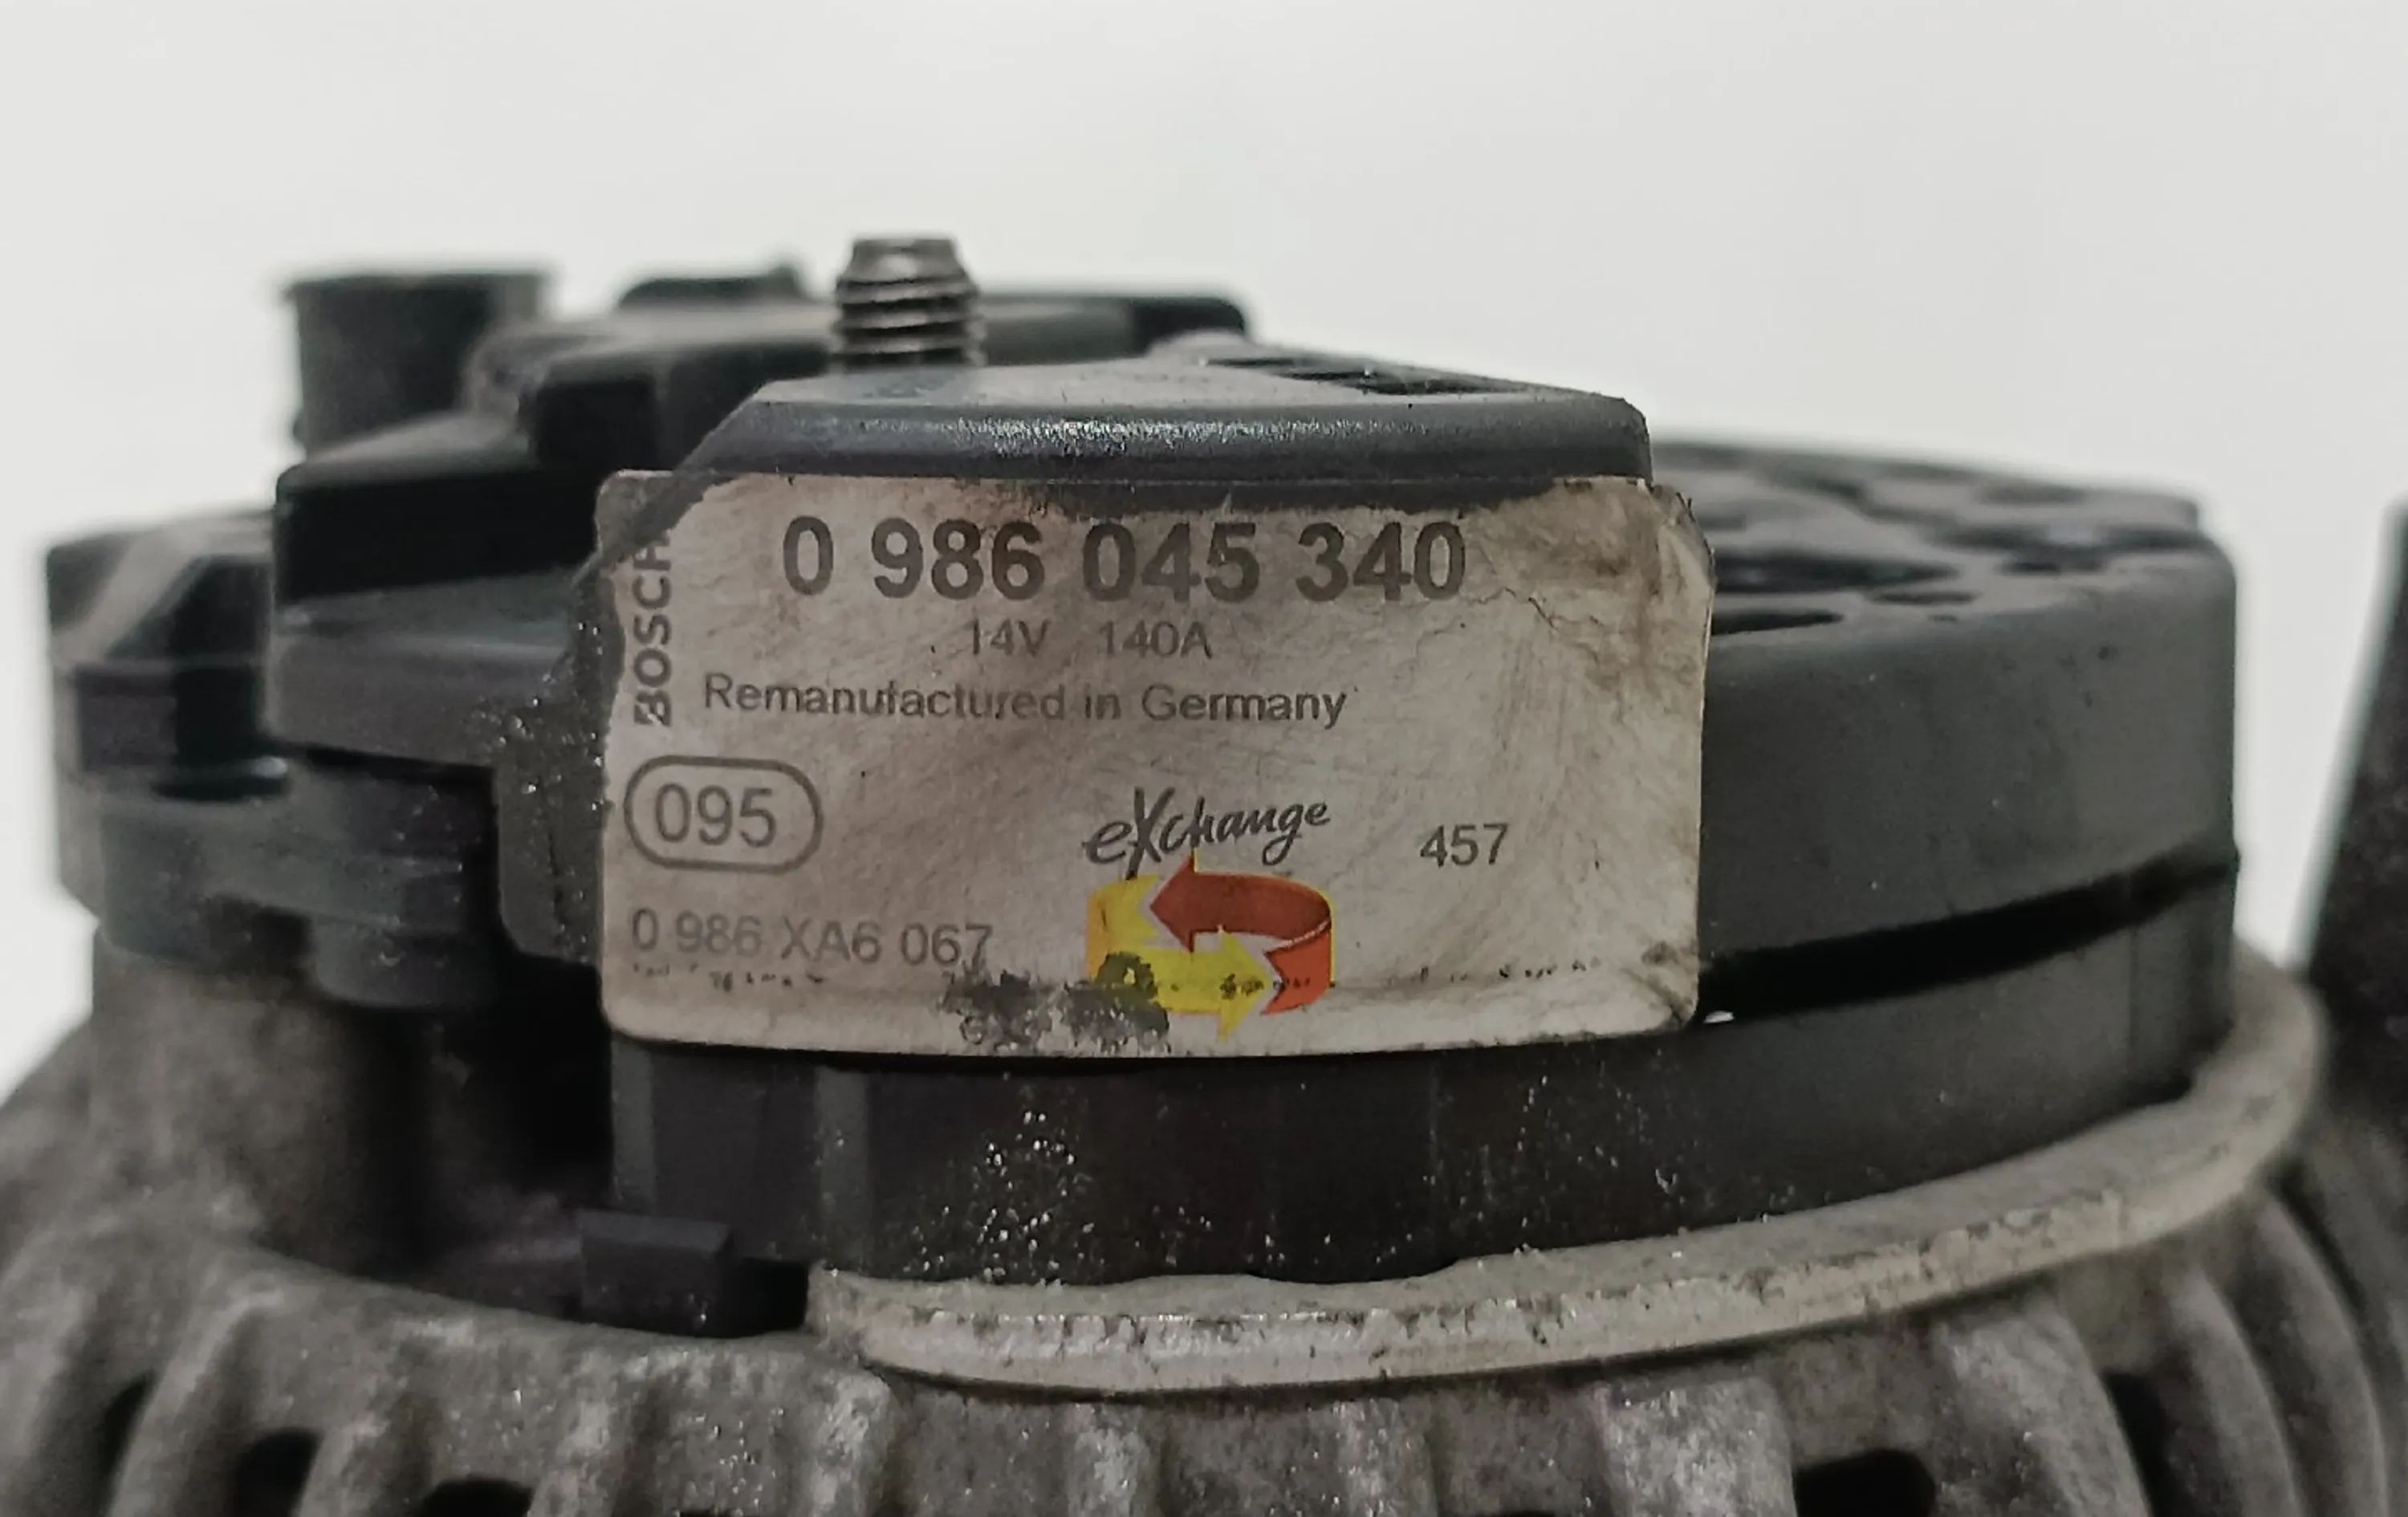 0 986 045 340
14V 140A
Remanufactured in Germany
BOSCH
095
eXchange
457
0 986 XA6 067